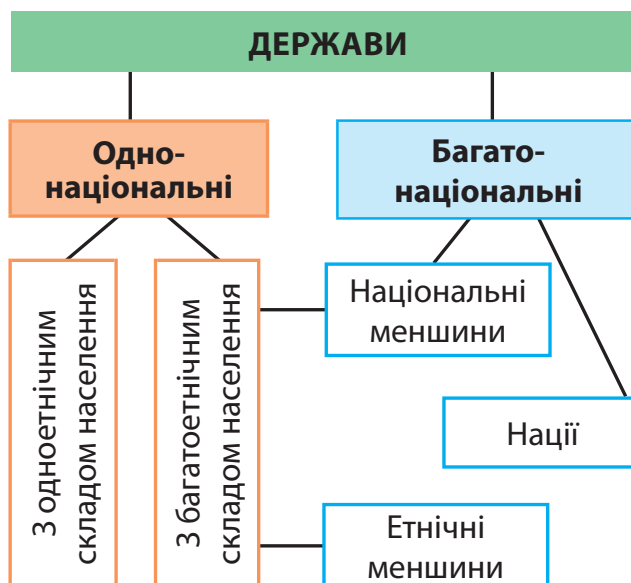 ДЕРЖАВИ
Одно-
національні
Багато-
національні
З одноетнічним
складом населення
З багатоетнічним
складом населення
Національні
меншини
Нації
Етнічні
меншини